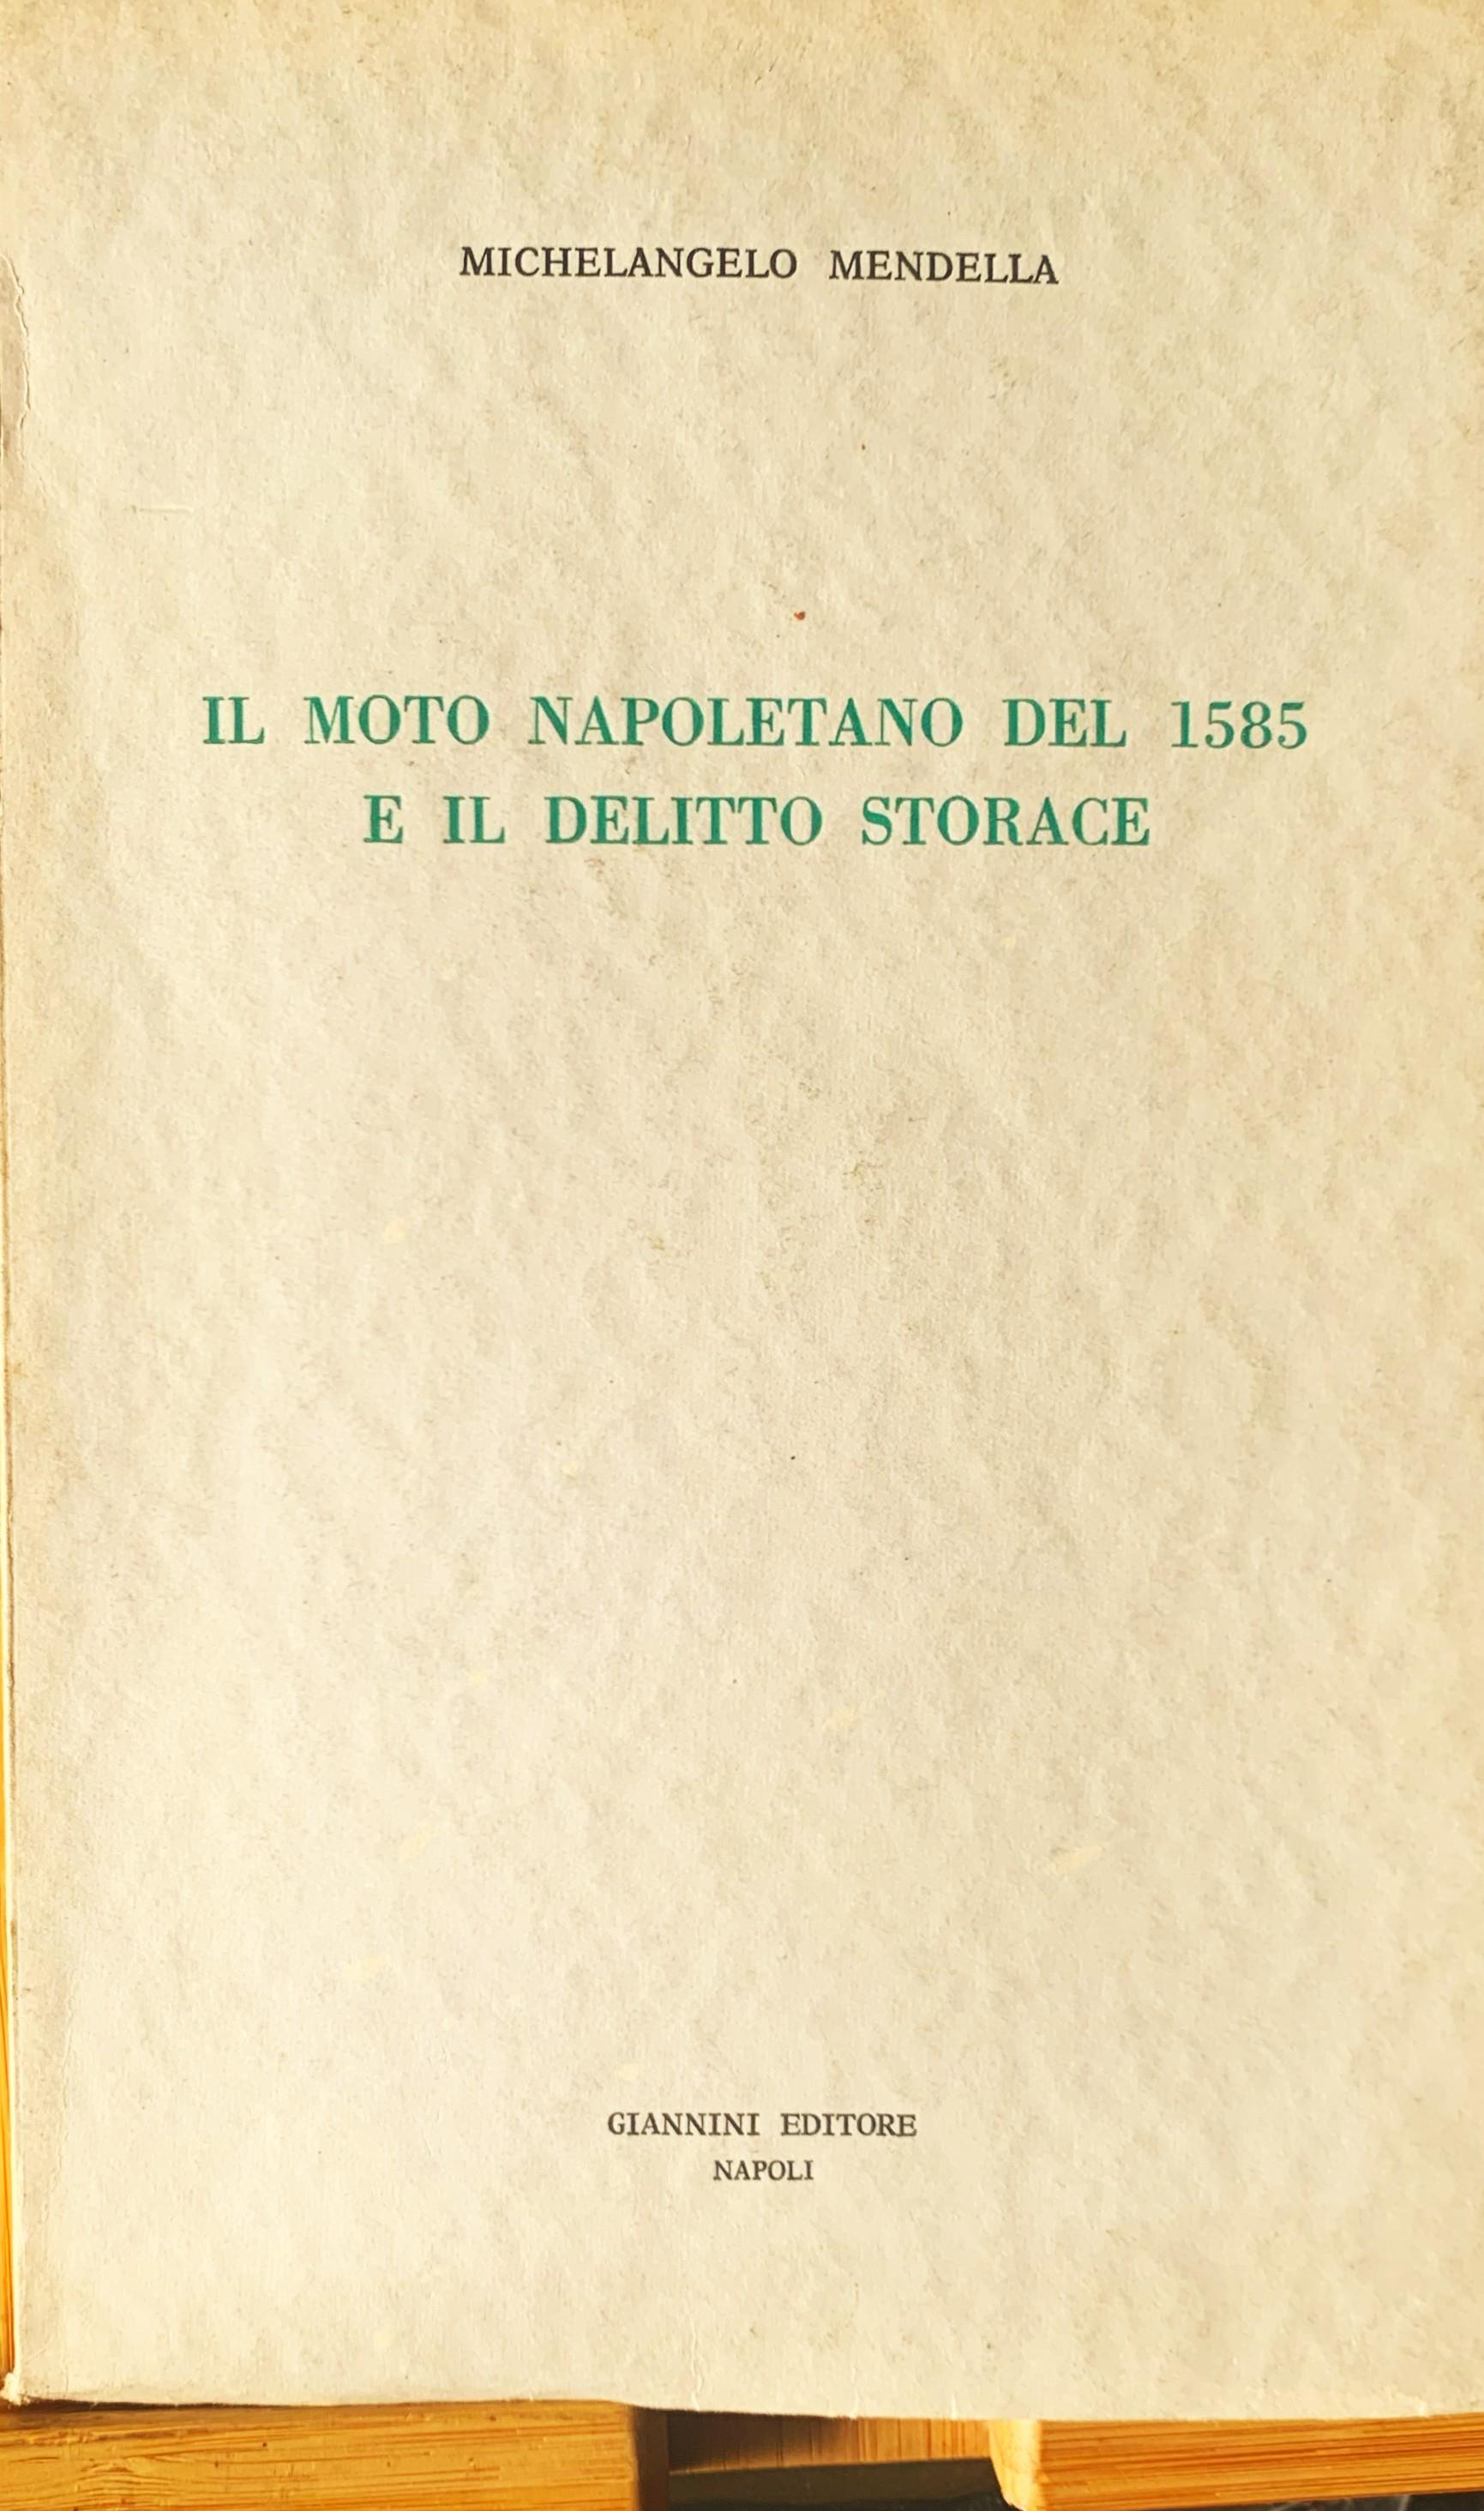 MICHELANGELO MENDELLA
IL MOTO NAPOLETANO DEL 1585
E IL DELITTO STORACE
GIANNINI EDITORE
NAPOLI